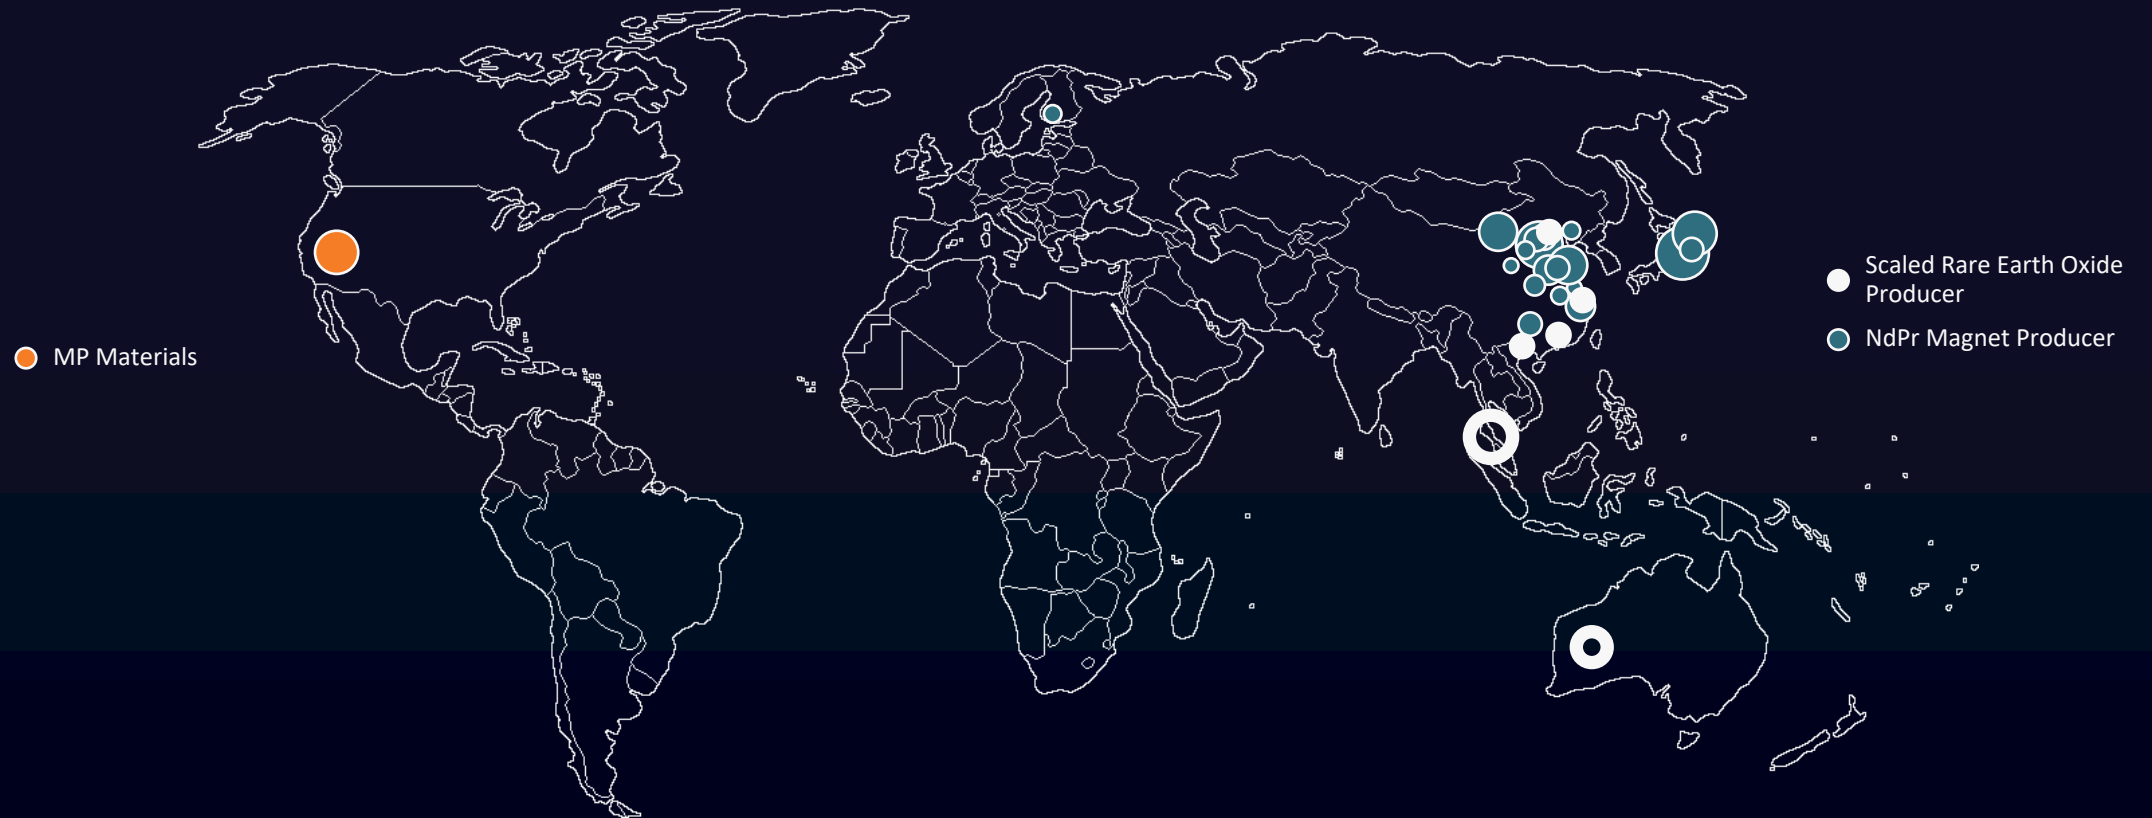 MP Materials
Scaled Rare Earth Oxide
Producer
NdPr Magnet Producer